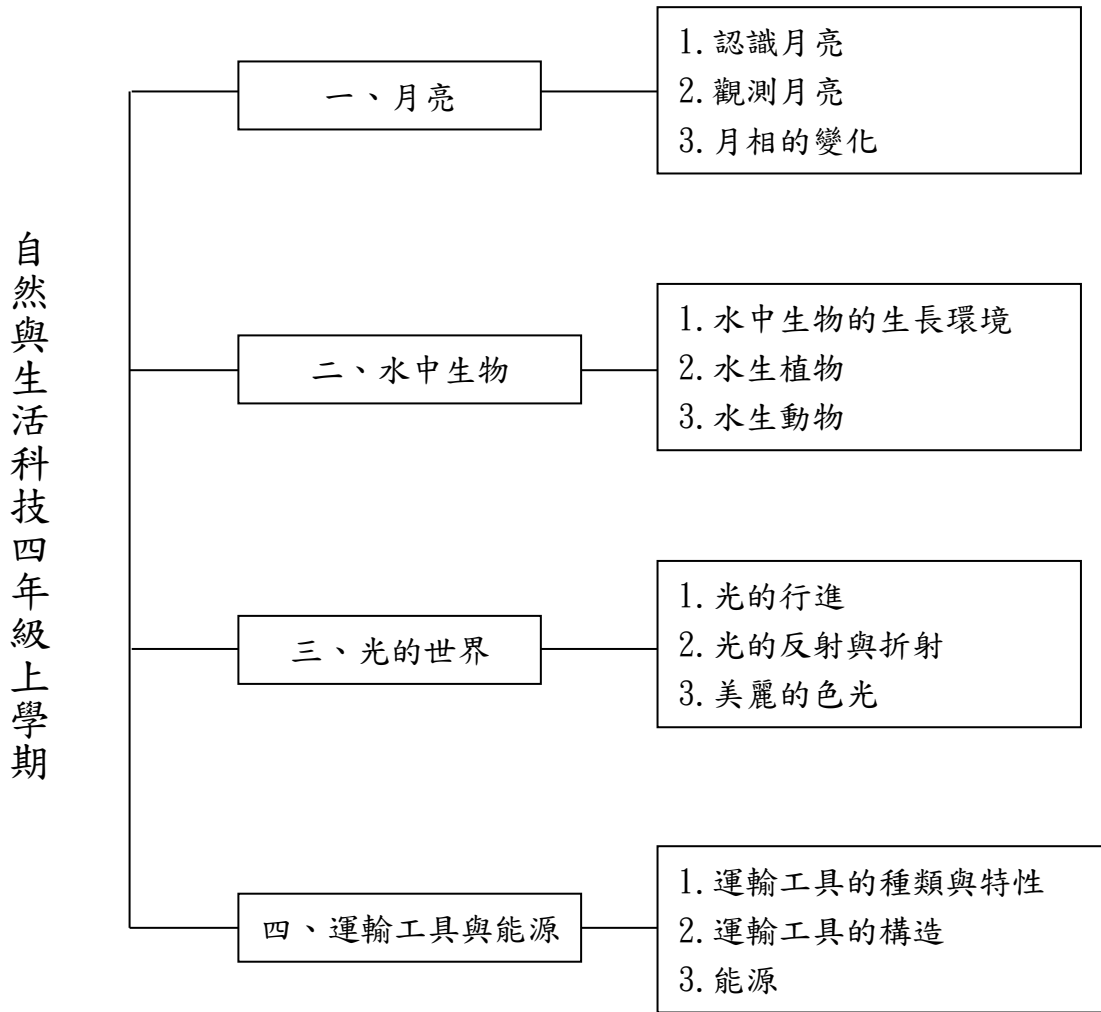 自然與生活科技四年級上學期
一、月亮
1.認識月亮
2.觀測月亮
3.月相的變化
二、水中生物
1.水中生物的生長環境
2.水生植物
3.水生動物
三、光的世界
1.光的行進
2.光的反射與折射
3.美麗的色光
四、運輸工具與能源
1.運輸工具的種類與特性
2.運輸工具的構造
3.能源